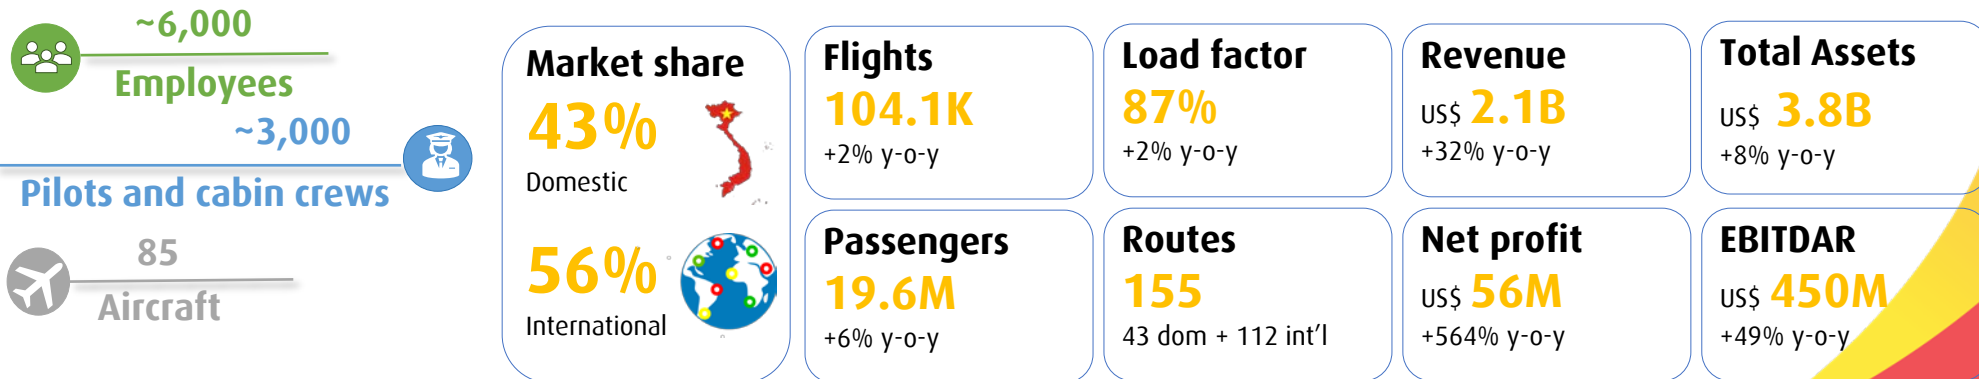 ~6,000
Employees
~3,000
Pilots and cabin crews
85
Aircraft
Market share
43%
Domestic
56%
International
Flights
104.1K
+2% y-o-y
Load factor
87%
+2% y-o-y
Revenue
US$ 2.1B
+32% y-o-y
Total Assets
US$ 3.8B
+8% y-o-y
Passengers
19.6M
+6% y-o-y
Routes
155
43 dom + 112 int’l
Net profit
US$ 56M
+564% y-o-y
EBITDAR
US$ 450M
+49% y-o-y